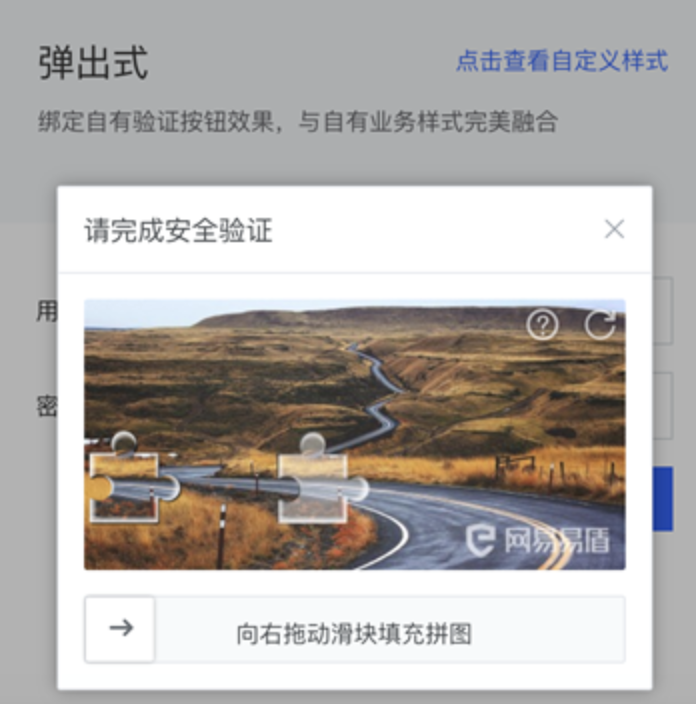 弹出式
点击查看自定义样式
绑定自有验证按钮效果，与自有业务样式完美融合
请完成安全验证
用
密
网易易盾
向右拖动滑块填充拼图